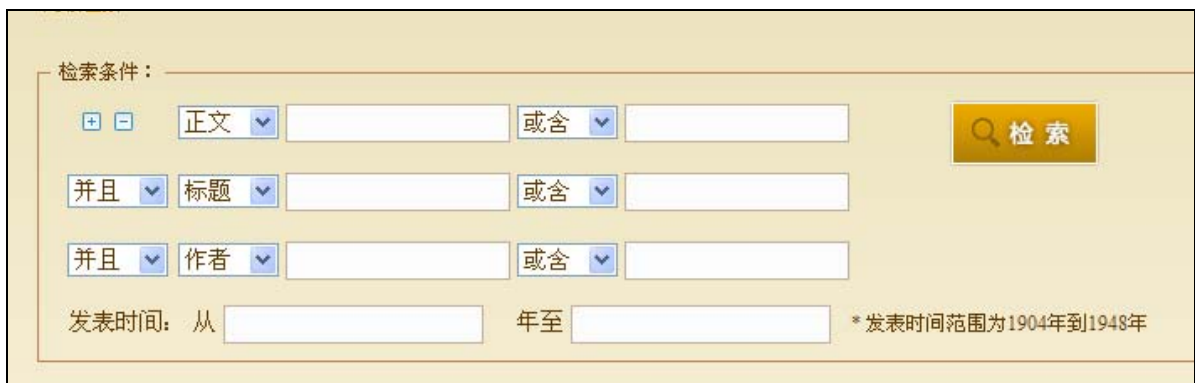 检索条件：
正文 或含 检 索
并且 标题 或含
并且 作者 或含
发表时间： 从 年至 *发表时间范围为1904年到1948年